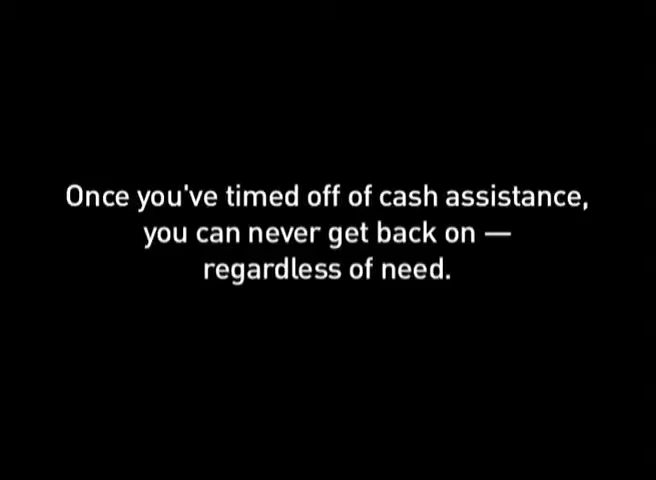 Once you've timed off of cash assistance,
you can never get back on —
regardless of need.